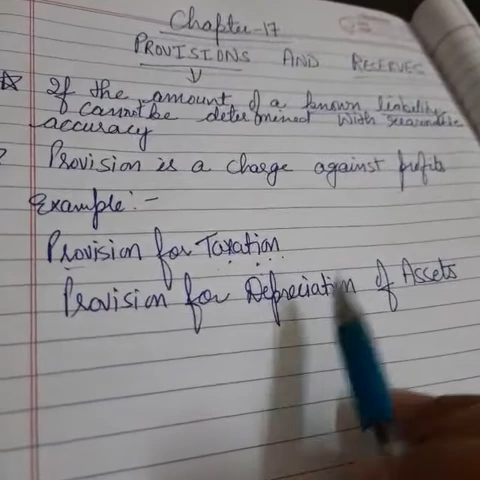 Chapter-17
PROVISIONS AND RESERVES
If the amount of a known liability
cannot be determined with reasonable
accuracy
Provision is a charge against profits
Example:-
Provision for Taxation
Provision for Depreciation of Assets